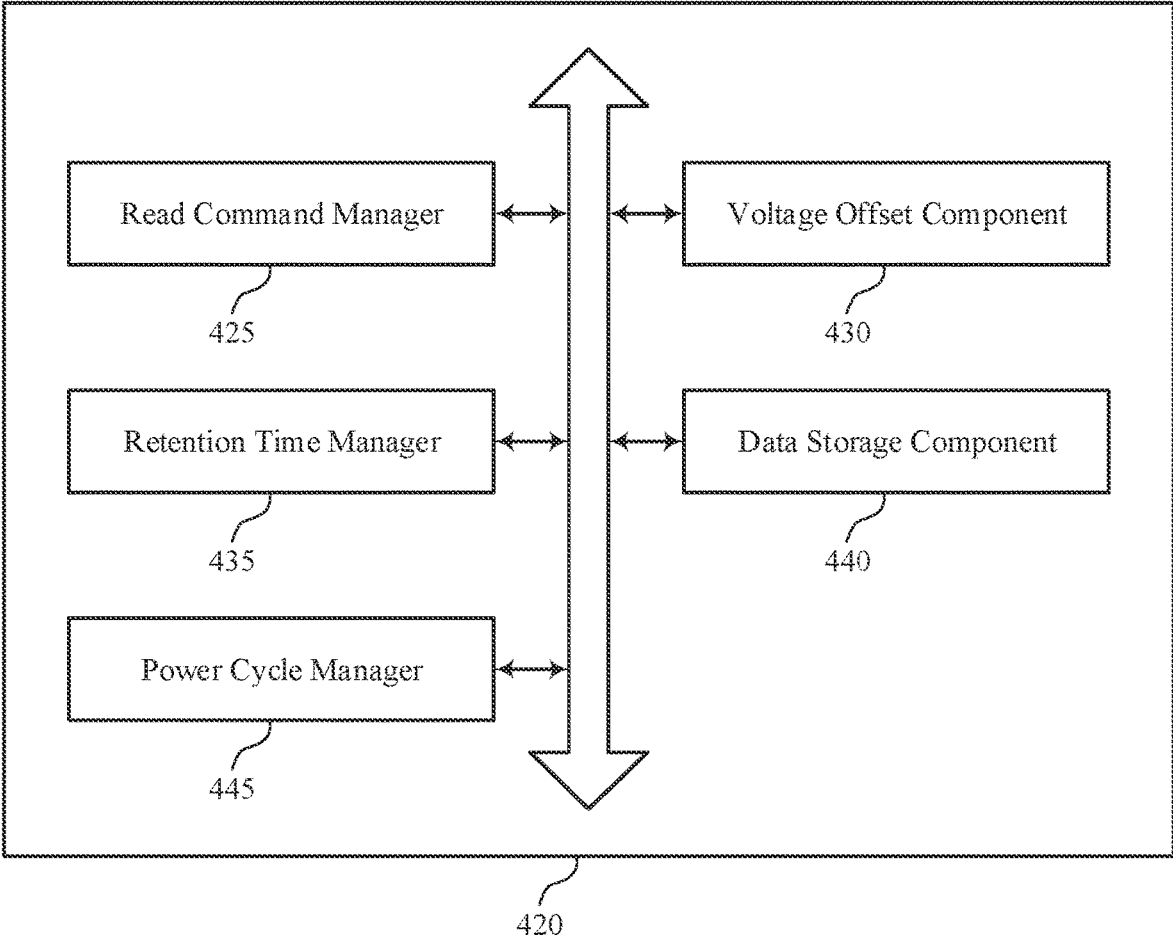 Read Command Manager
Voltage Offset Component
425
430
Retention Time Manager
Data Storage Component
435
440
Power Cycle Manager
445
420